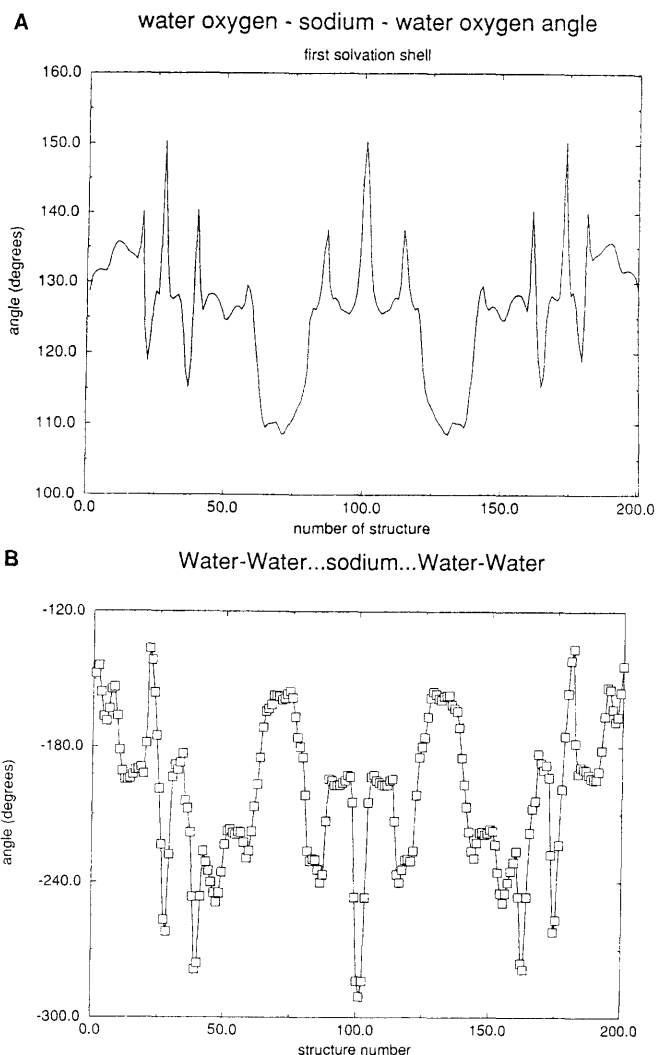 A
water oxygen - sodium - water oxygen angle
first solvation shell
160.0
150.0
140.0
130.0
120.0
110.0
100.0
angle (degrees)
0.0 50.0 100.0 150.0 200.0
number of structure
B
Water-Water...sodium...Water-Water
-120.0
-180.0
-240.0
-300.0
angle (degrees)
0.0 50.0 100.0 150.0 200.0
structure number